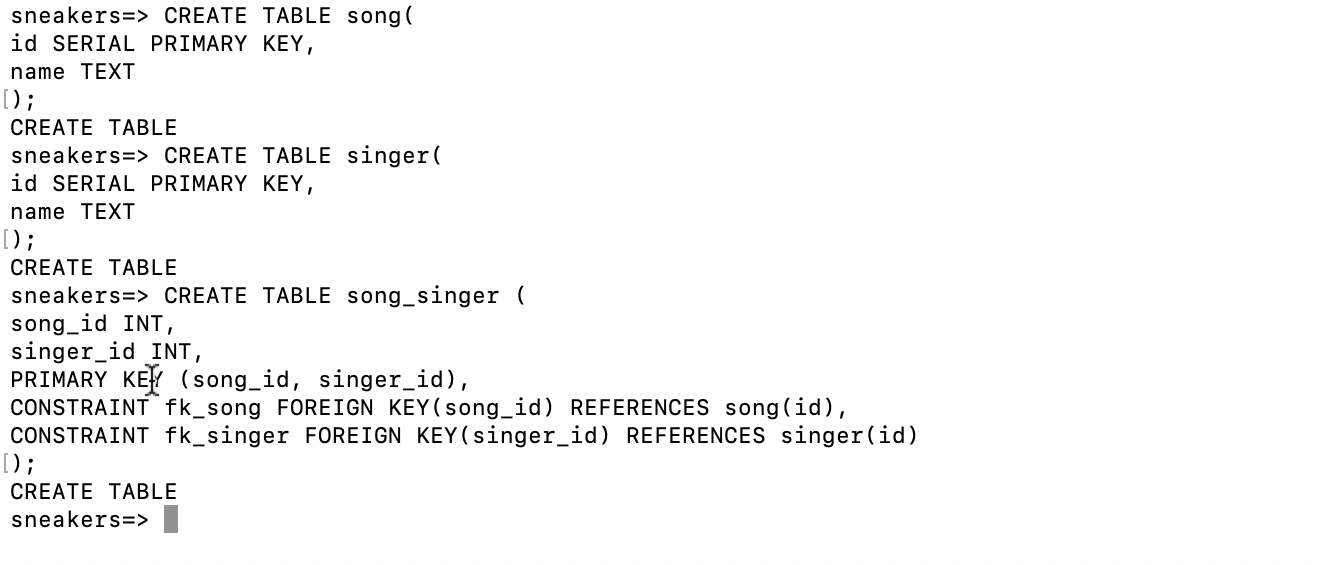 sneakers=> CREATE TABLE song(
id SERIAL PRIMARY KEY,
name TEXT
[);
CREATE TABLE
sneakers=> CREATE TABLE singer(
id SERIAL PRIMARY KEY,
name TEXT
[);
CREATE TABLE
sneakers=> CREATE TABLE song_singer (
song_id INT,
singer_id INT,
PRIMARY KEY (song_id, singer_id),
CONSTRAINT fk_song FOREIGN KEY(song_id) REFERENCES song(id),
CONSTRAINT fk_singer FOREIGN KEY(singer_id) REFERENCES singer(id)
[);
CREATE TABLE
sneakers=>